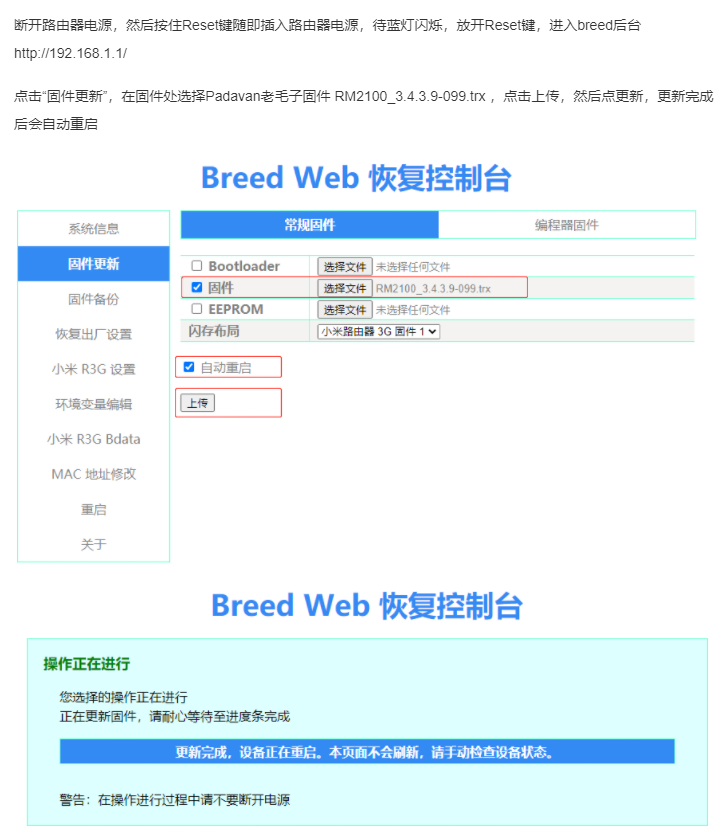 断开路由器电源，然后按住Reset键随即插入路由器电源，待蓝灯闪烁，放开Reset键，进入breed后台
http://192.168.1.1/
点击“固件更新”，在固件处选择Padavan老毛子固件 RM2100_3.4.3.9-099.trx ，点击上传，然后点更新，更新完成
后会自动重启
Breed Web 恢复控制台
系统信息
固件更新
固件备份
恢复出厂设置
小米 R3G 设置
环境变量编辑
小米 R3G Bdata
MAC 地址修改
重启
关于
常规固件 编程器固件
Bootloader 选择文件 未选择任何文件
固件 选择文件 RM2100_3.4.3.9-099.trx
EEPROM 选择文件 未选择任何文件
闪存布局 小米路由器 3G 固件 1
自动重启
上传
Breed Web 恢复控制台
操作正在进行
您选择的操作正在进行
正在更新固件，请耐心等待至进度条完成
更新完成，设备正在重启。本页面不会刷新，请手动检查设备状态。
警告：在操作进行过程中请不要断开电源